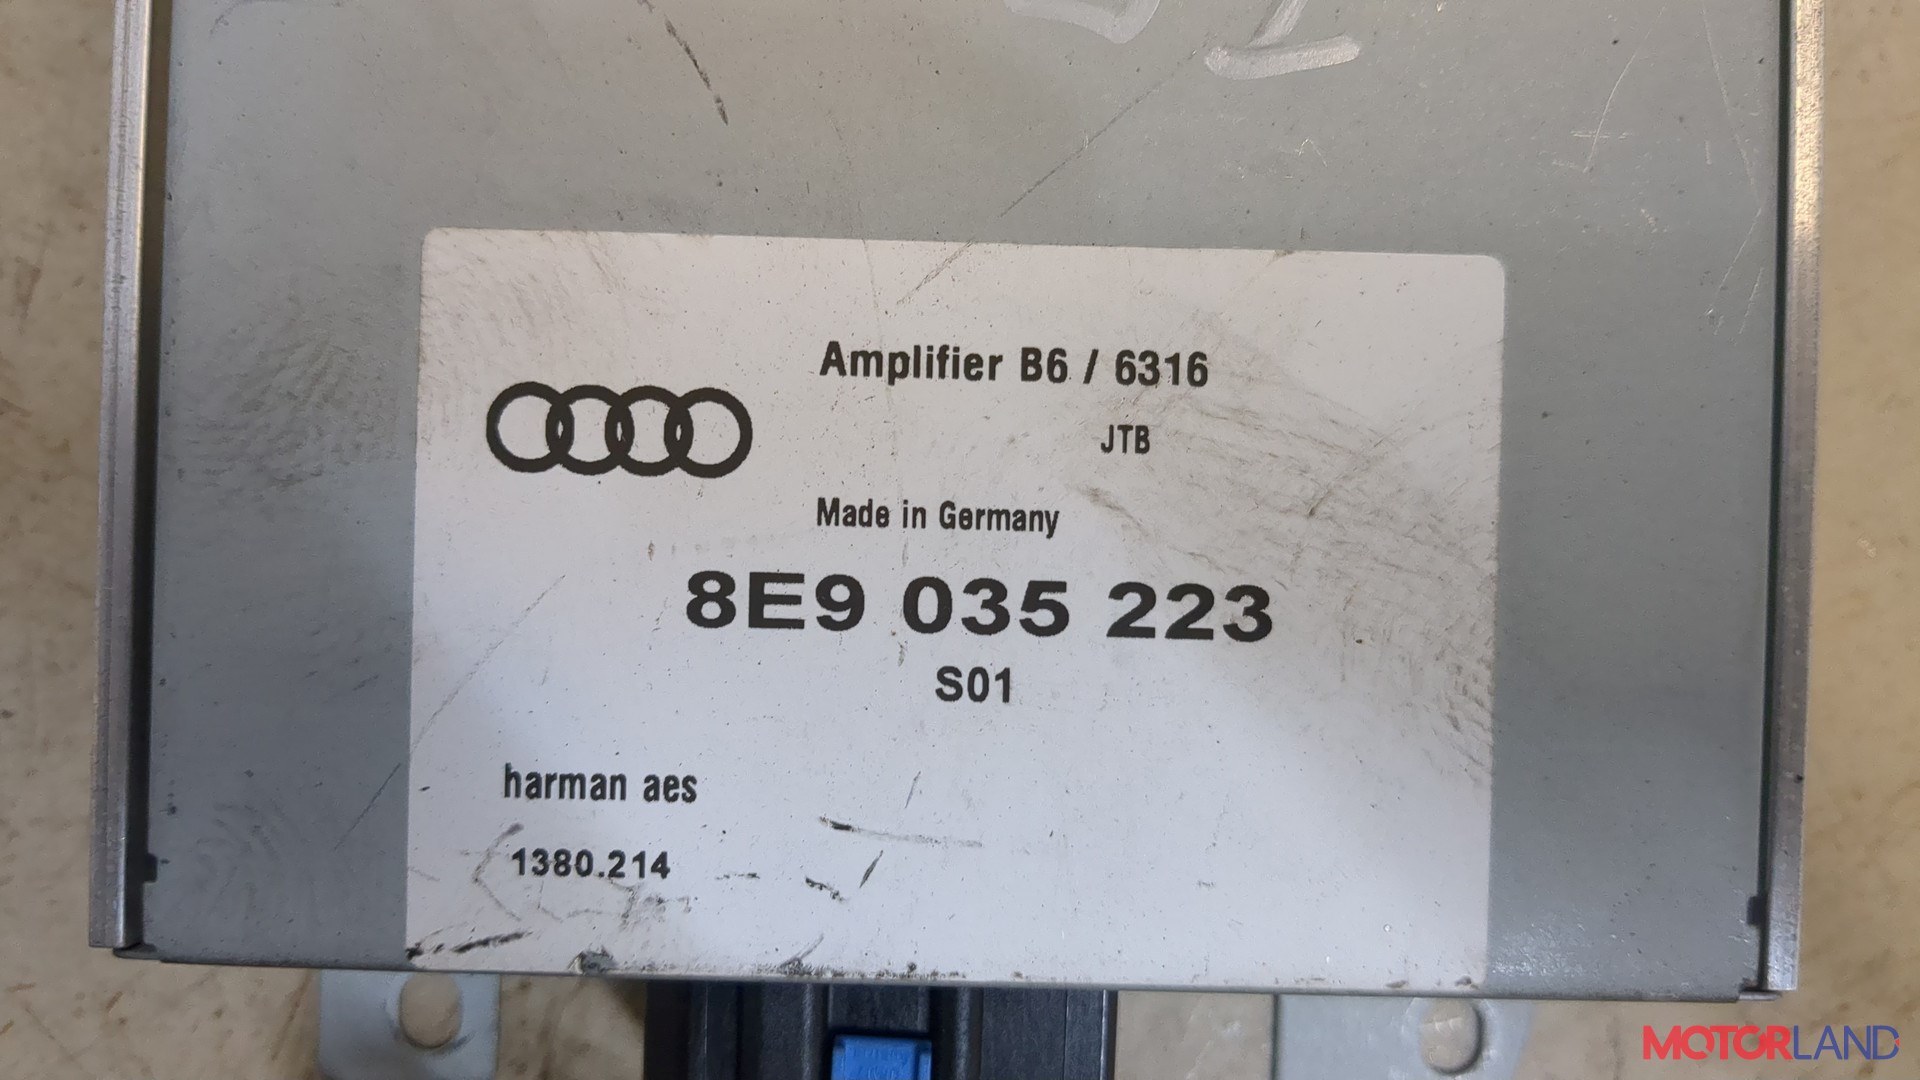 Amplifier B6 / 6316
JTB
Made in Germany
8E9 035 223
S01
harman aes
1380.214
MOTORLAND